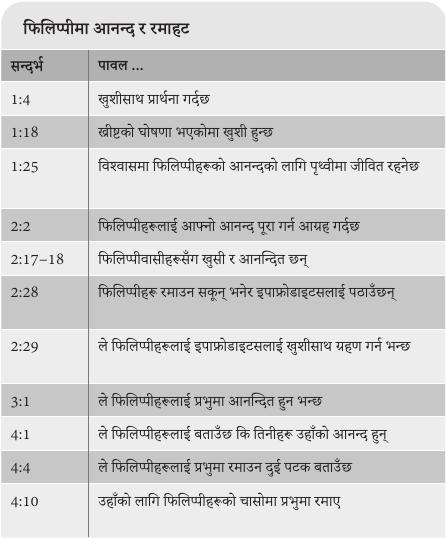 फिलिप्पीमा आनन्द र रमाहट
सन्दर्भ पावल ...
1:4 खुशीसाथ प्रार्थना गर्दछ
1:18 ख्रीष्टको घोषणा भएकोमा खुशी हुन्छ
1:25 विश्‍वासमा फिलिप्पीहरूको आनन्दको लागि पृथ्वीमा जीवित रहनेछ
2:2 फिलिप्पीहरूलाई आफ्नो आनन्द पूरा गर्न आग्रह गर्दछ
2:17–18 फिलिप्पीवासीहरूसँग खुसी र आनन्दित छन्
2:28 फिलिप्पीहरू रमाउन सकून् भनेर इपाफ्रोडाइटसलाई पठाउँछन्
2:29 ले फिलिप्पीहरूलाई इपाफ्रोडाइटसलाई खुशीसाथ ग्रहण गर्न भन्छ
3:1 ले फिलिप्पीहरूलाई प्रभुमा आनन्दित हुन भन्छ
4:1 ले फिलिप्पीहरूलाई बताउँछ कि तिनीहरू उहाँको आनन्द हुन्
4:4 ले फिलिप्पीहरूलाई प्रभुमा रमाउन दुई पटक बताउँछ
4:10 उहाँको लागि फिलिप्पीहरूको चासोमा प्रभुमा रमाए